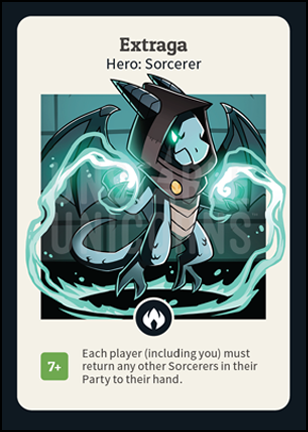 Extraga
Hero: Sorcerer
UNICORNS
7+
Each player (including you) must
return any other Sorcerers in their
Party to their hand.